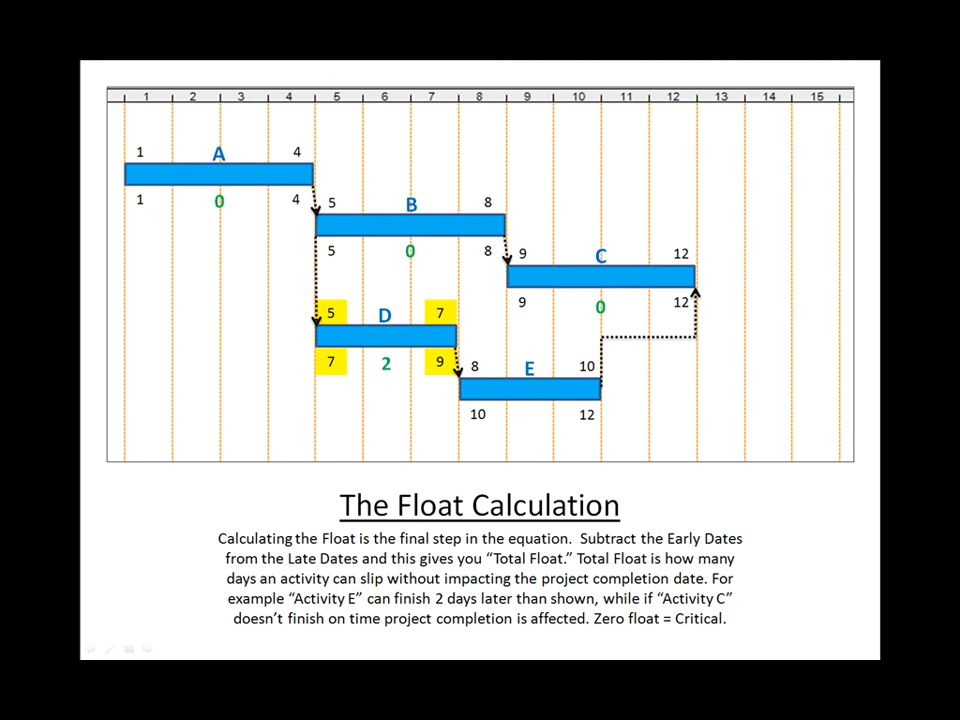 1 2 3 4 5 6 7 8 9 10 11 12 13 14 15
1 A 4
1 0 4
5 B 8
5 0 8
9 C 12
9 0 12
5 D 7
7 2 9
8 E 10
10 12
The Float Calculation
Calculating the Float is the final step in the equation. Subtract the Early Dates
from the Late Dates and this gives you “Total Float.” Total Float is how many
days an activity can slip without impacting the project completion date. For
example “Activity E” can finish 2 days later than shown, while if “Activity C”
doesn’t finish on time project completion is affected. Zero float = Critical.